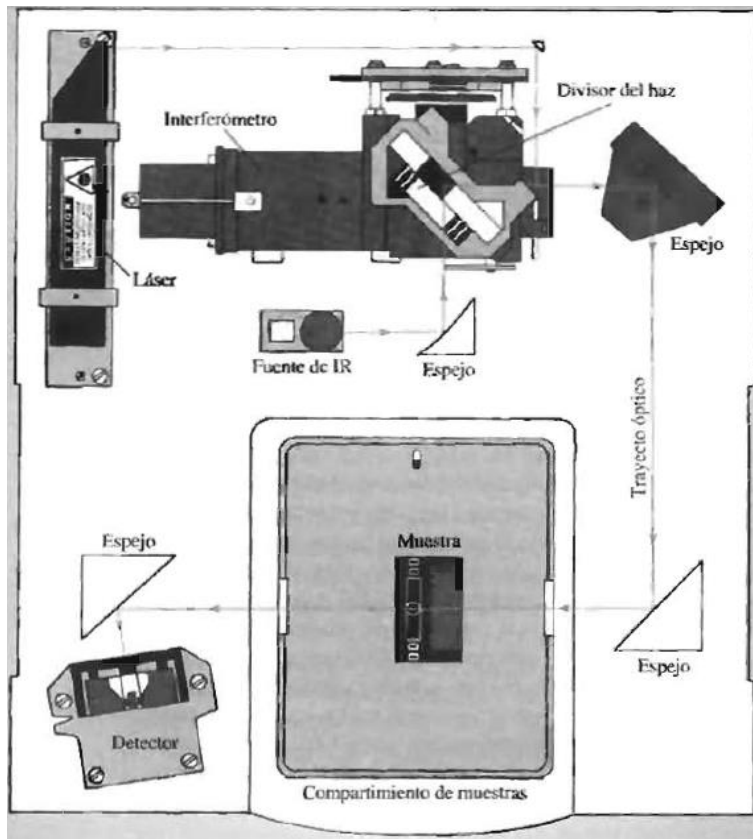 Divisor del haz
Interferómetro
Espejo
Láser
Fuente de IR
Espejo
Trayecto óptico
Espejo
Muestra
Espejo
Detector
Compartimiento de muestras